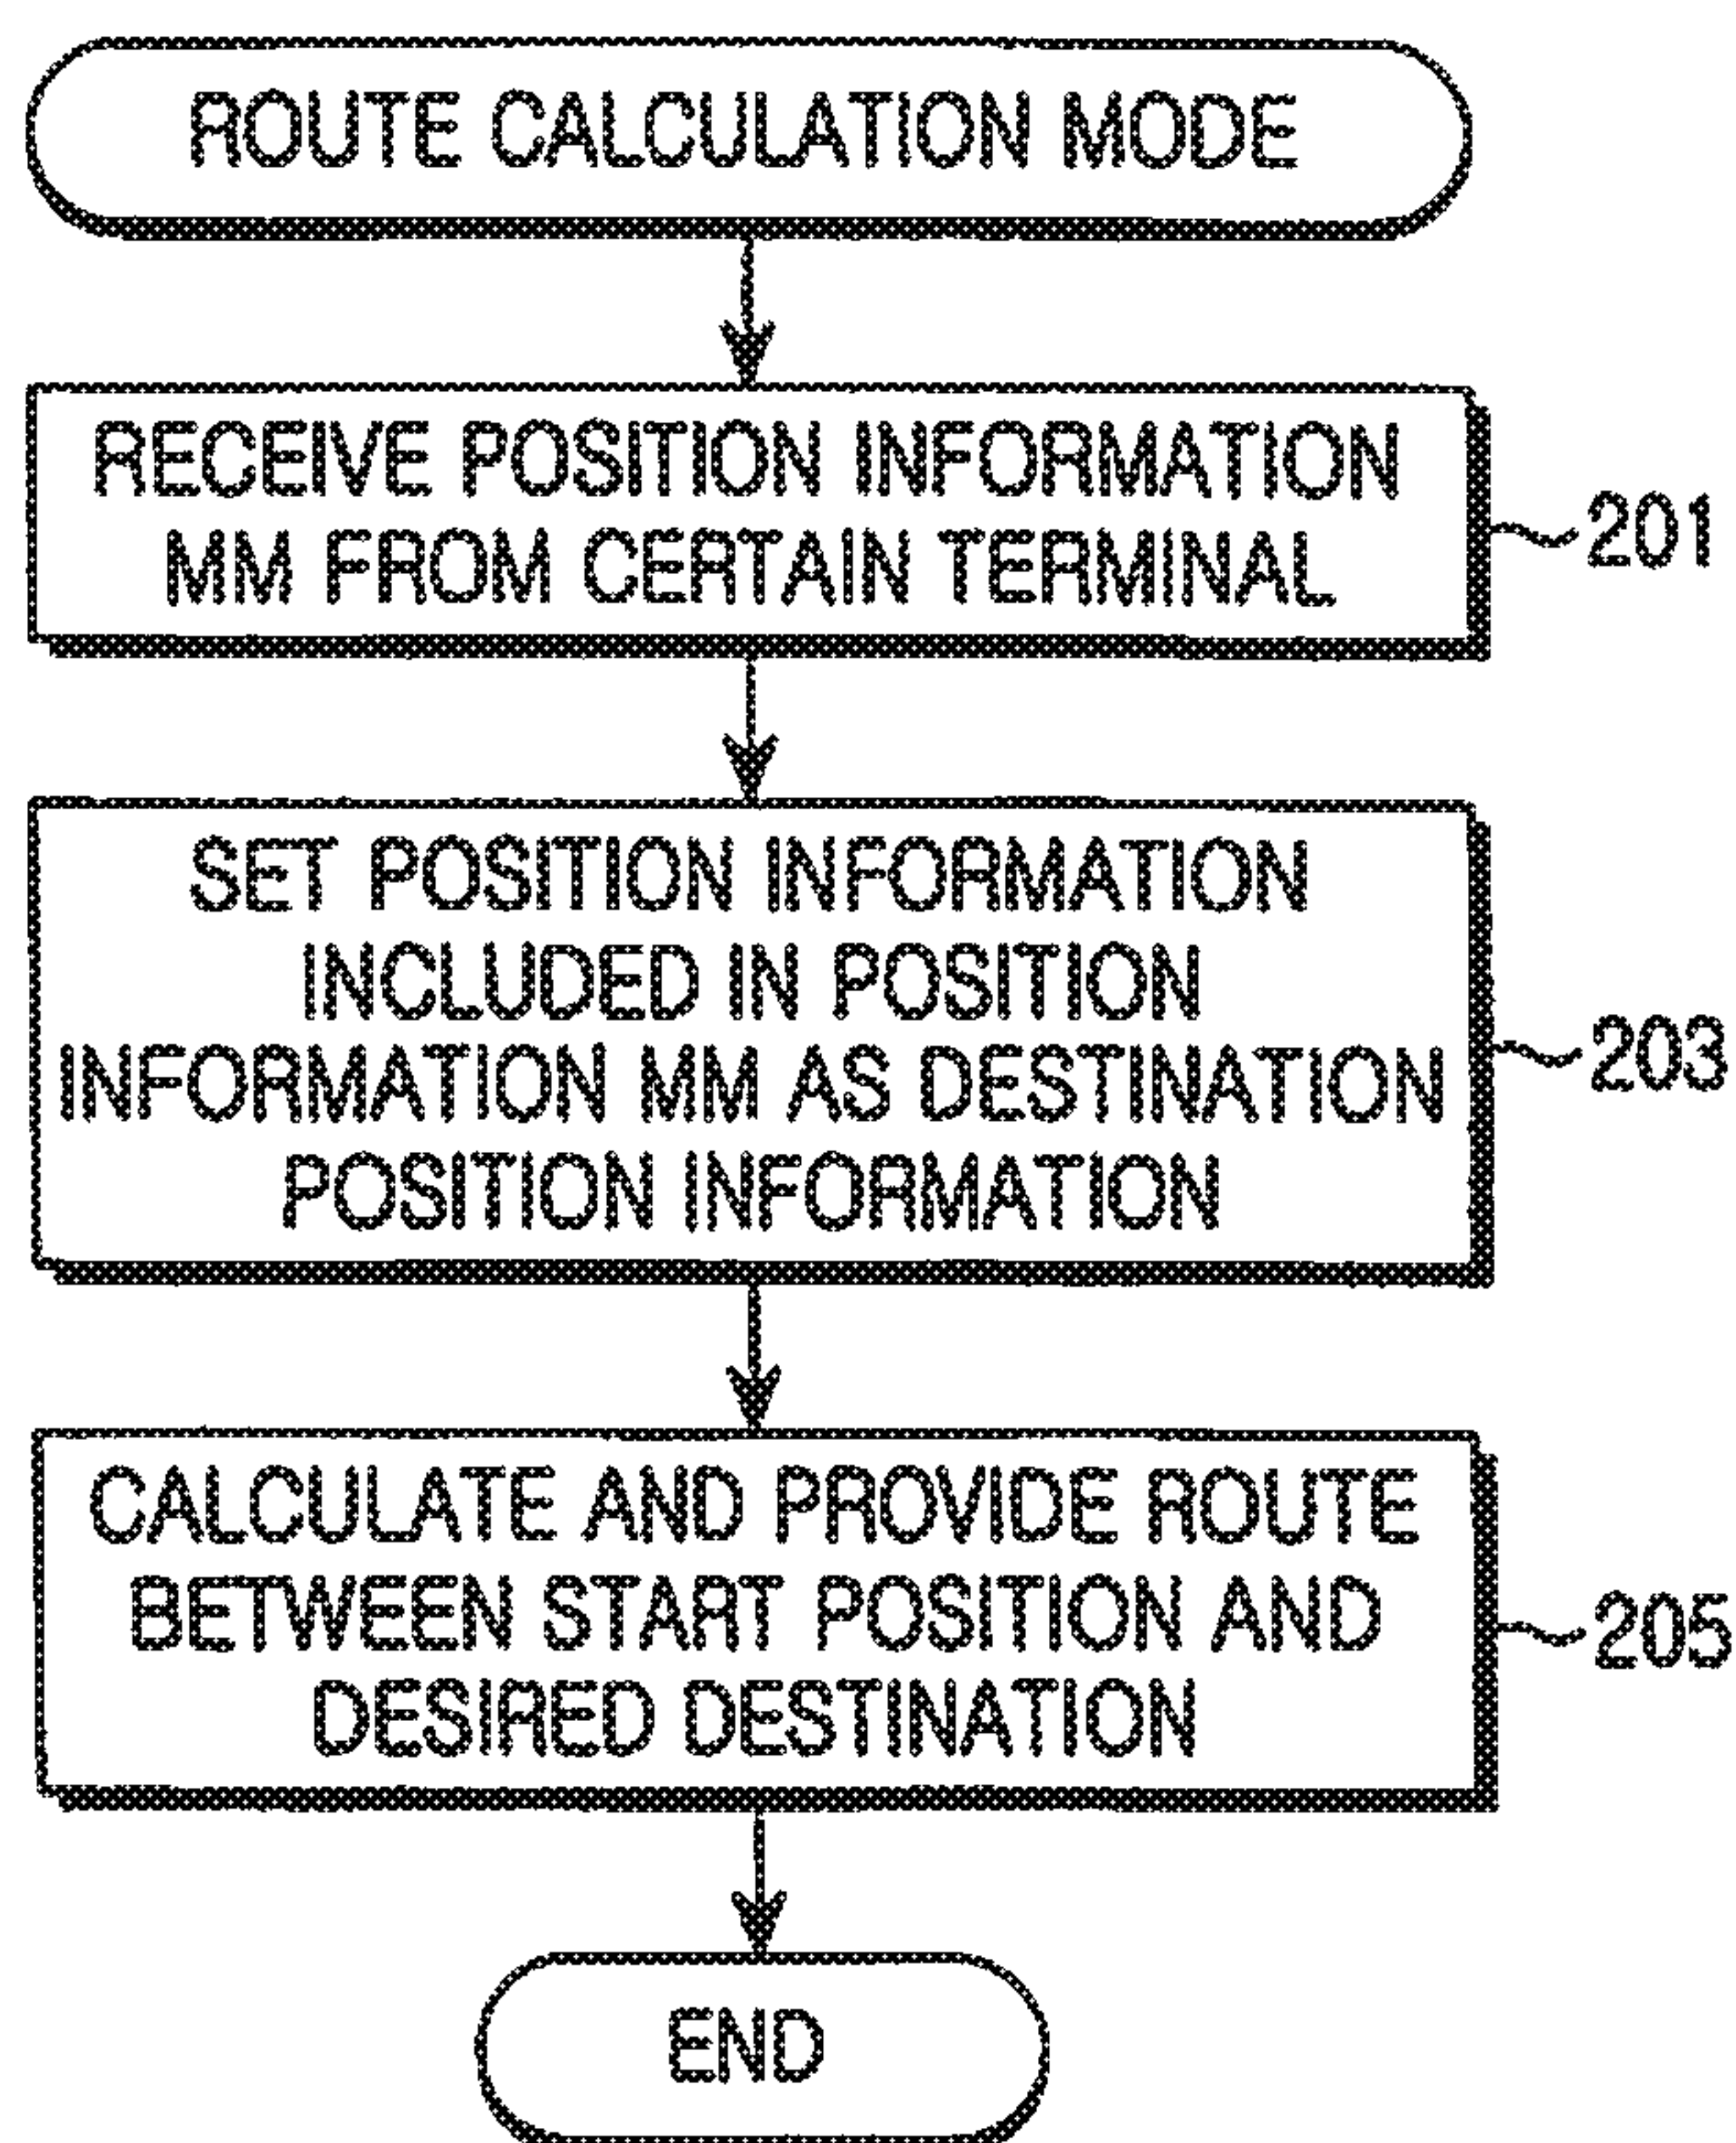 ROUTE CALCULATION MODE
RECEIVE POSITION INFORMATION
MM FROM CERTAIN TERMINAL
201
SET POSITION INFORMATION
INCLUDED IN POSITION
INFORMATION MM AS DESTINATION
POSITION INFORMATION
203
CALCULATE AND PROVIDE ROUTE
BETWEEN START POSITION AND
DESIRED DESTINATION
205
END